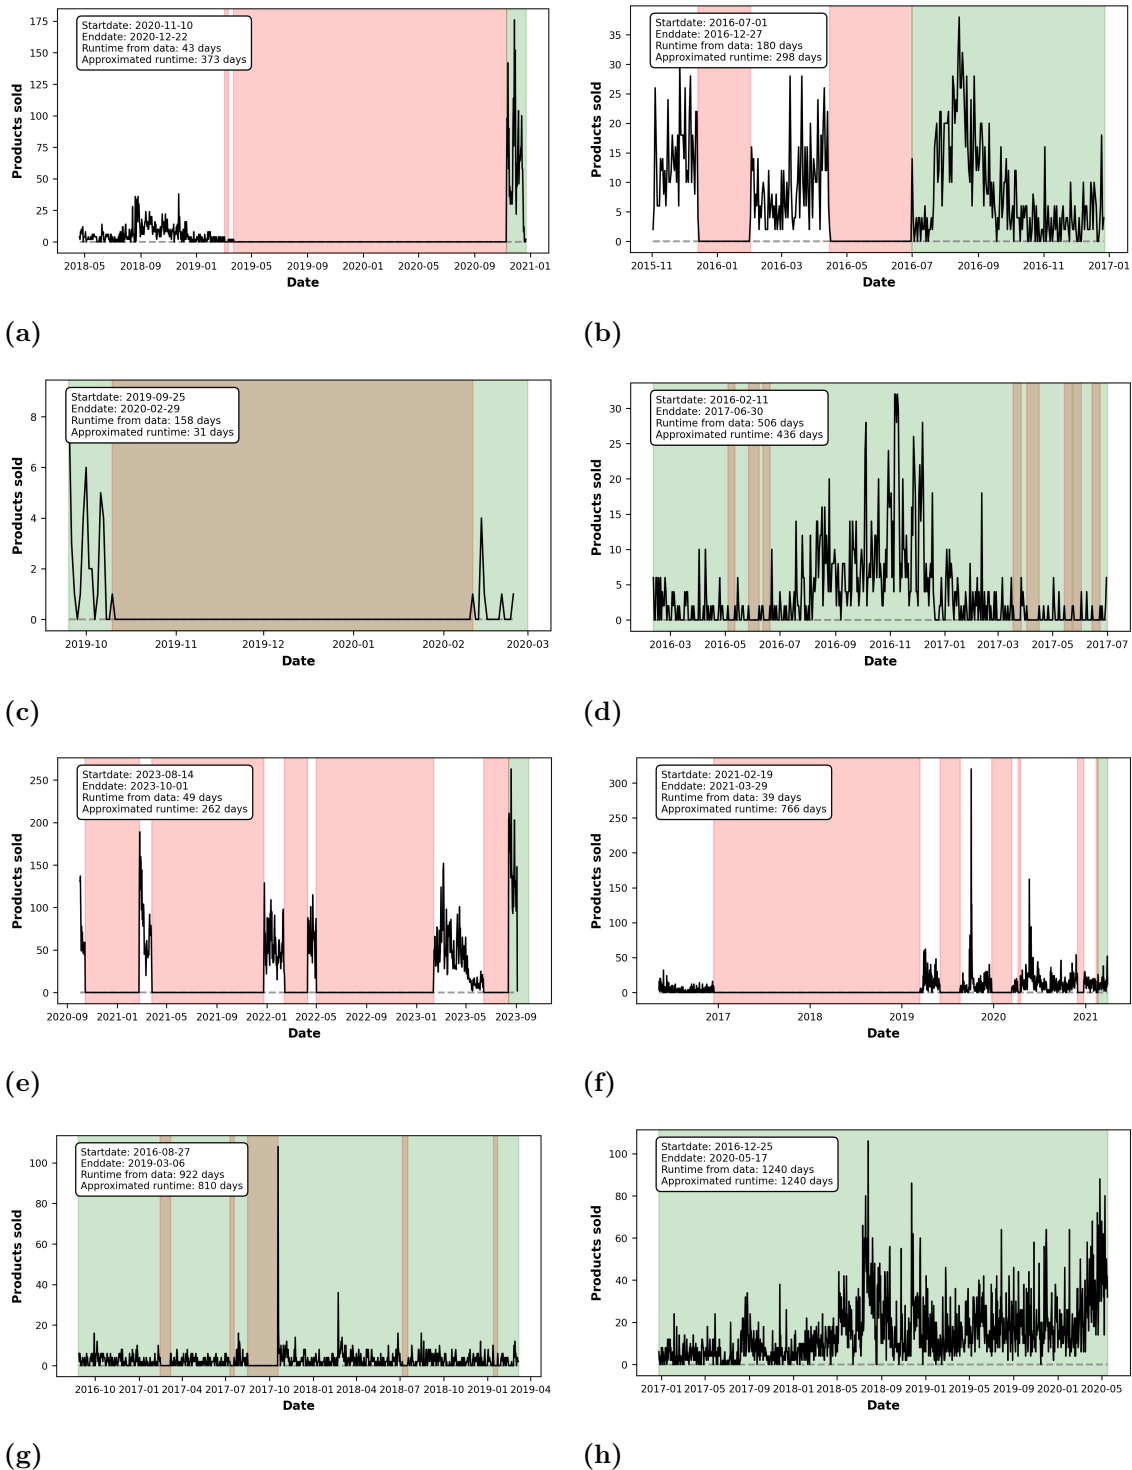 Startdate: 2020-11-10
Enddate: 2020-12-22
Runtime from data: 43 days
Approximated runtime: 373 days
Products sold
175
150
125
100
75
50
25
0
2018-05 2018-09 2019-01 2019-05 2019-09 2020-01 2020-05 2020-09 2021-01
Date
(a)
Startdate: 2016-07-01
Enddate: 2016-12-27
Runtime from data: 180 days
Approximated runtime: 298 days
Products sold
35
30
25
20
15
10
5
0
2015-11 2016-01 2016-03 2016-05 2016-07 2016-09 2016-11 2017-01
Date
(b)
Startdate: 2019-09-25
Enddate: 2020-02-29
Runtime from data: 158 days
Approximated runtime: 31 days
Products sold
8
6
4
2
0
2019-10 2019-11 2019-12 2020-01 2020-02 2020-03
Date
(c)
Startdate: 2016-02-11
Enddate: 2017-06-30
Runtime from data: 506 days
Approximated runtime: 436 days
Products sold
30
25
20
15
10
5
0
2016-03 2016-05 2016-07 2016-09 2016-11 2017-01 2017-03 2017-05 2017-07
Date
(d)
Startdate: 2023-08-14
Enddate: 2023-10-01
Runtime from data: 49 days
Approximated runtime: 262 days
Products sold
250
200
150
100
50
0
2020-09 2021-01 2021-05 2021-09 2022-01 2022-05 2022-09 2023-01 2023-05 2023-09
Date
(e)
Startdate: 2021-02-19
Enddate: 2021-03-29
Runtime from data: 39 days
Approximated runtime: 766 days
Products sold
300
250
200
150
100
50
0
2017 2018 2019 2020 2021
Date
(f)
Startdate: 2016-08-27
Enddate: 2019-03-06
Runtime from data: 922 days
Approximated runtime: 810 days
Products sold
100
80
60
40
20
0
2016-10 2017-01 2017-04 2017-07 2017-10 2018-01 2018-04 2018-07 2018-10 2019-01 2019-04
Date
(g)
Startdate: 2016-12-25
Enddate: 2020-05-17
Runtime from data: 1240 days
Approximated runtime: 1240 days
Products sold
100
80
60
40
20
0
2017-01 2017-05 2017-09 2018-01 2018-05 2018-09 2019-01 2019-05 2019-09 2020-01 2020-05
Date
(h)